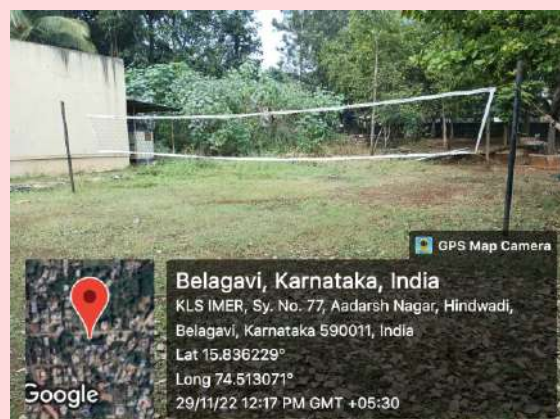 GPS Map Camera
Belagavi, Karnataka, India
KLS IMER, Sy. No. 77, Aadarsh Nagar, Hindwadi,
Belagavi, Karnataka 590011, India
Lat 15.836229°
Long 74.513071°
29/11/22 12:17 PM GMT +05:30
Google